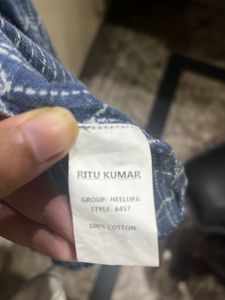 RITU KUMAR
GROUP- NEELUPA
STYLE- 6457
100% COTTON